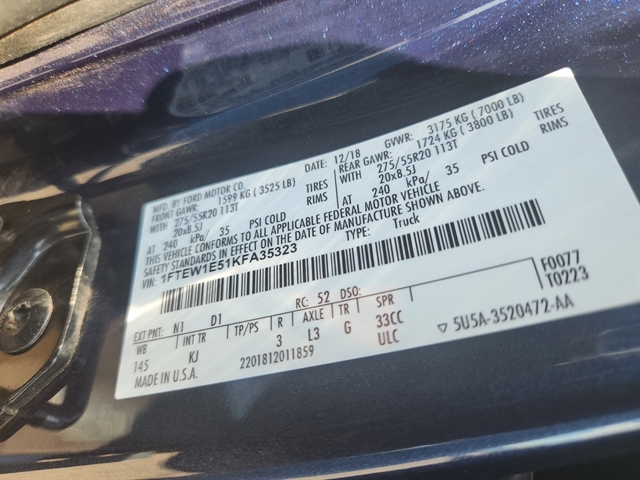 MFD. BY FORD MOTOR CO. DATE: 12/18 GVWR: 3175 KG (7000 LB)
FRONT GAWR: 1599 KG (3525 LB) REAR GAWR: 1724 KG (3800 LB)
WITH 275/55R20 113T TIRES WITH 275/55R20 113T TIRES
20x8.5J RIMS 20x8.5J RIMS
AT 240 kPa/ 35 PSI COLD AT 240 kPa/ 35 PSI COLD
THIS VEHICLE CONFORMS TO ALL APPLICABLE FEDERAL MOTOR VEHICLE
SAFETY STANDARDS IN EFFECT ON THE DATE OF MANUFACTURE SHOWN ABOVE.
VIN: 1FTEW1E51KFA35323
TYPE: Truck
F0077
T0223
EXT PNT: N1 D1 RC: 52 DSO:
WB INT TR TP/PS R AXLE TR SPR
145 KJ 3 L3 G 33CC
ULC
MADE IN U.S.A. 2201812011859
▽ 5U5A-3520472-AA